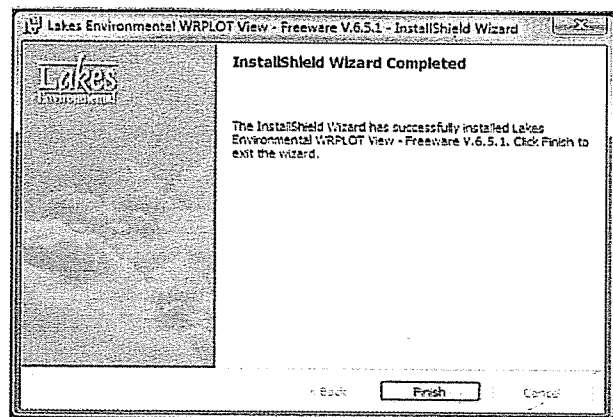 Lakes Environmental WRPLOT View - Freeware V.6.5.1 - InstallShield Wizard
Lakes
Environmental
InstallShield Wizard Completed
The InstallShield Wizard has successfully installed Lakes
Environmental WRPLOT View - Freeware V.6.5.1. Click Finish to
exit the wizard.
< Back
Finish
Cancel